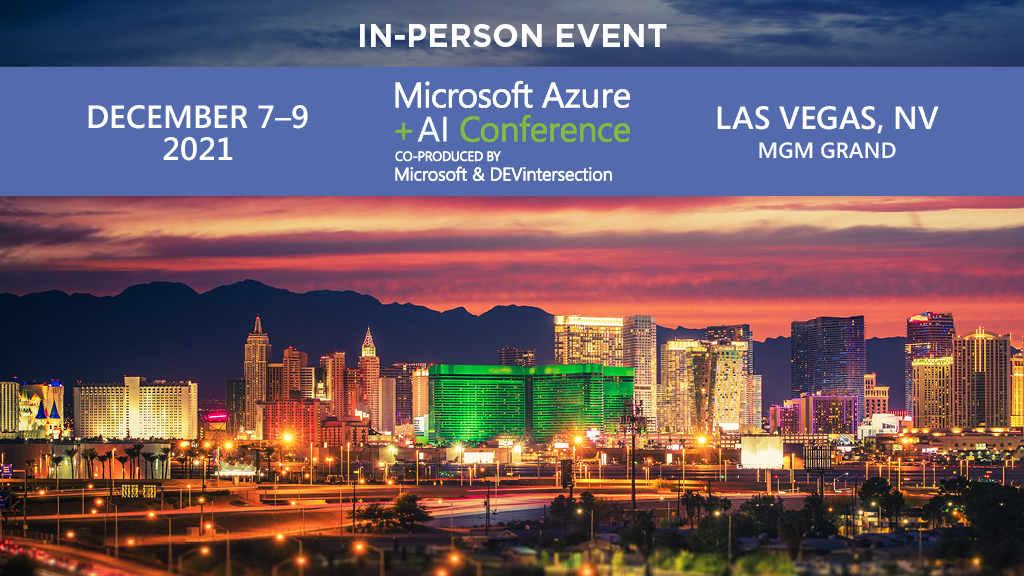 IN-PERSON EVENT
DECEMBER 7–9
2021
Microsoft Azure
+ AI Conference
CO-PRODUCED BY
Microsoft & DEVintersection
LAS VEGAS, NV
MGM GRAND